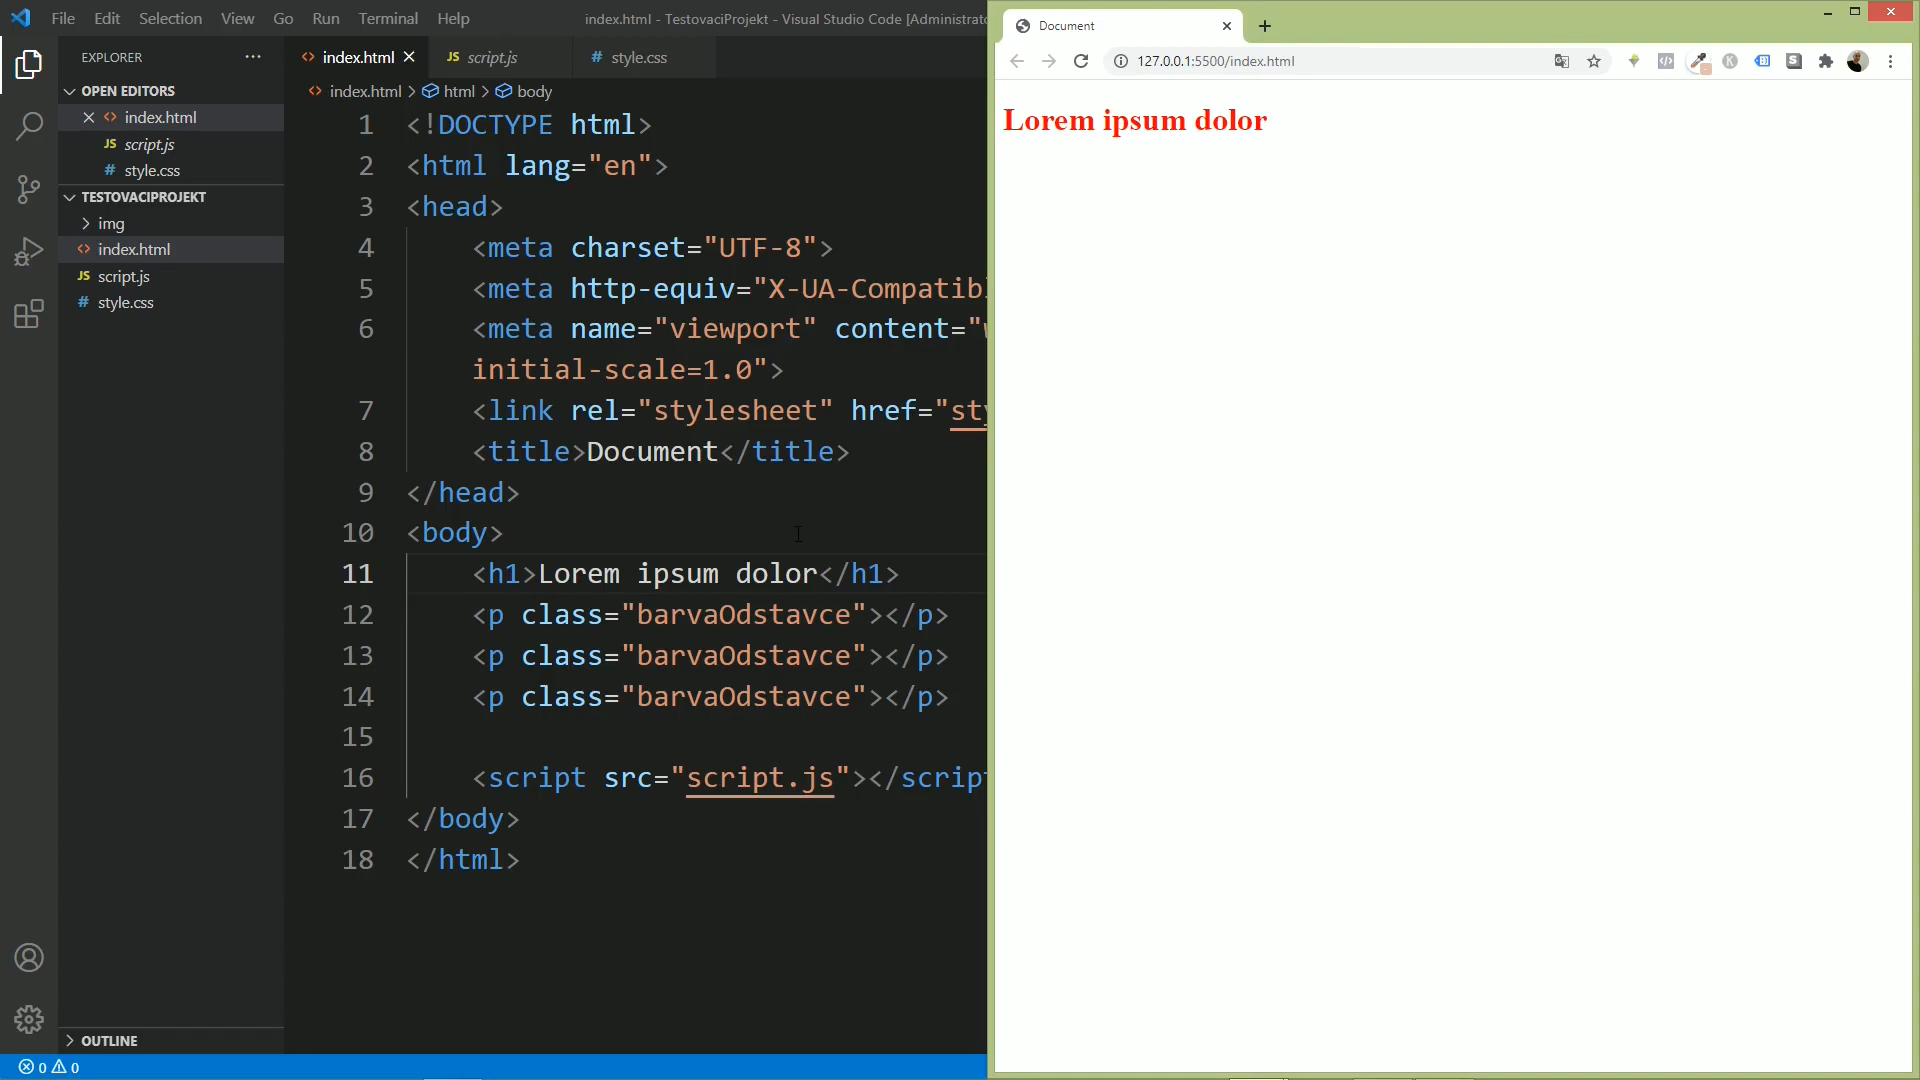 File Edit Selection View Go Run Terminal Help
index.html - TestovaciProjekt - Visual Studio Code [Administrato
EXPLORER
OPEN EDITORS
index.html
JS script.js
# style.css
TESTOVACIPROJEKT
img
index.html
JS script.js
# style.css
OUTLINE
0 0
index.html JS script.js # style.css
index.html > html > body
1 <!DOCTYPE html>
2 <html lang="en">
3 <head>
4 <meta charset="UTF-8">
5 <meta http-equiv="X-UA-Compatib
6 <meta name="viewport" content="
initial-scale=1.0">
7 <link rel="stylesheet" href="sty
8 <title>Document</title>
9 </head>
10 <body>
11 <h1>Lorem ipsum dolor</h1>
12 <p class="barvaOdstavce"></p>
13 <p class="barvaOdstavce"></p>
14 <p class="barvaOdstavce"></p>
15
16 <script src="script.js"></scrip
17 </body>
18 </html>
Document
127.0.0.1:5500/index.html
Lorem ipsum dolor